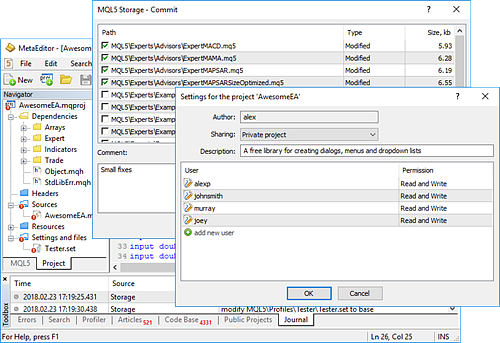 MetaEditor - [Awesom
File Edit Search
New
Navigator
AwesomeEA.mqproj
Dependencies
Arrays
Expert
Indicators
Trade
Object.mqh
StdLibErr.mqh
Headers
Sources
AwesomeEA.m
Resources
Settings and files
Tester.set
MQL5 Project
33 input doub
34 input
MQL5 Storage - Commit
Path Type Size, kb
MQL5\Experts\Advisors\ExpertMACD.mq5 Modified 5.93
MQL5\Experts\Advisors\ExpertMAMA.mq5 Modified 6.28
MQL5\Experts\Advisors\ExpertMAPSAR.mq5 Modified 6.19
MQL5\Experts\Advisors\ExpertMAPSARSizeOptimized.mq5 Modified 6.55
MQL5\Experts\Examp
MQL5\Experts\Examp
MQL5\Experts\Examp
MQL5\Experts\Examp
Comment:
Small fixes
Settings for the project 'AwesomeEA'
Author: alex
Sharing: Private project
Description: A free library for creating dialogs, menus and dropdown lists
User Permission
alexp Read and Write
johnsmith Read and Write
murray Read and Write
joey Read and Write
add new user
OK Cancel
Time Source
2018.02.23 17:19:25.431 Storage
2018.02.23 17:19:30.438 Storage modify MQL5\Profiles\Tester\Tester.set to base
Toolbox
Errors Search Profiler Articles 521 Code Base 4331 Public Projects Journal
For Help, press F1 Ln 26, Col 25 INS